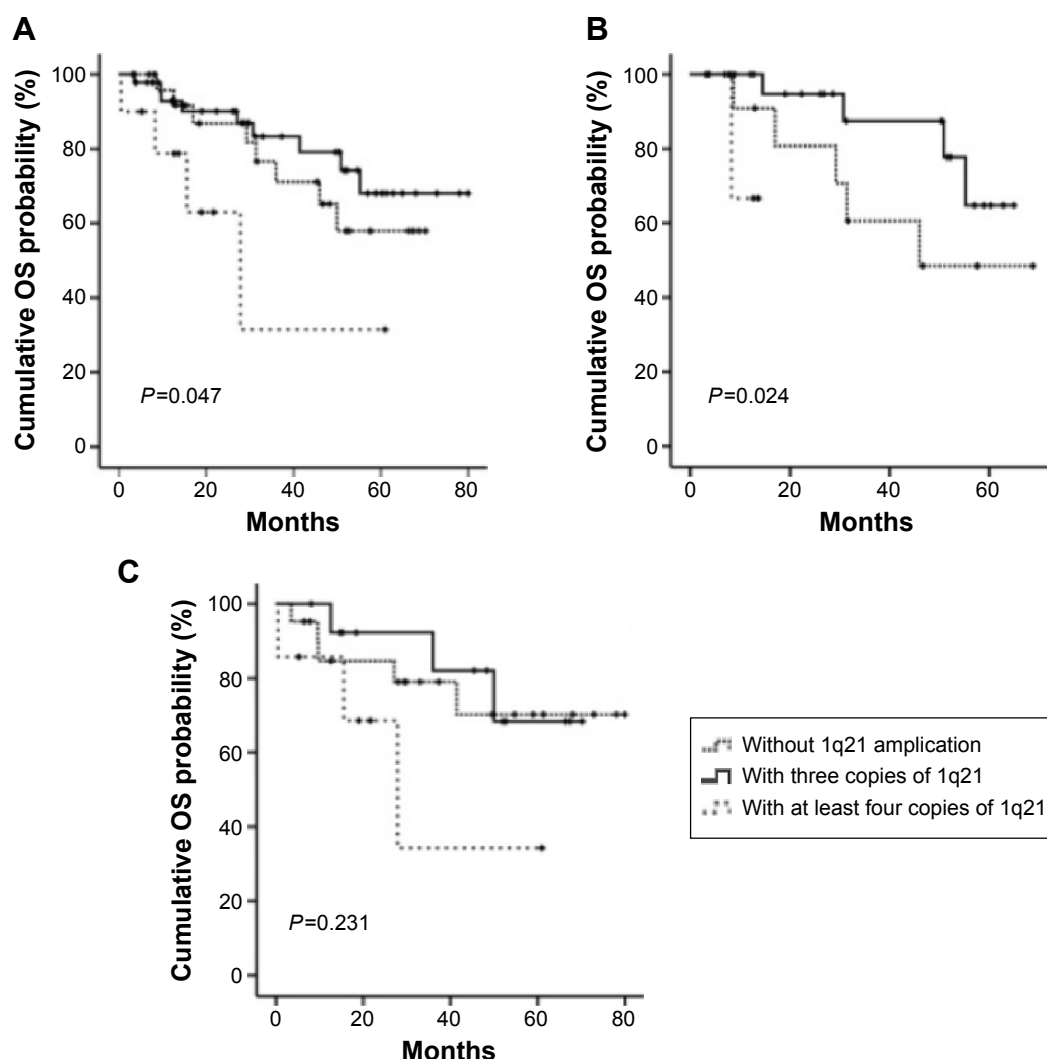 A
Cumulative OS probability (%)
100
80
60
40
20
0
P=0.047
0 20 40 60 80
Months
B
Cumulative OS probability (%)
100
80
60
40
20
0
P=0.024
0 20 40 60
Months
C
Cumulative OS probability (%)
100
80
60
40
20
0
P=0.231
0 20 40 60 80
Months
Without 1q21 amplication
With three copies of 1q21
With at least four copies of 1q21